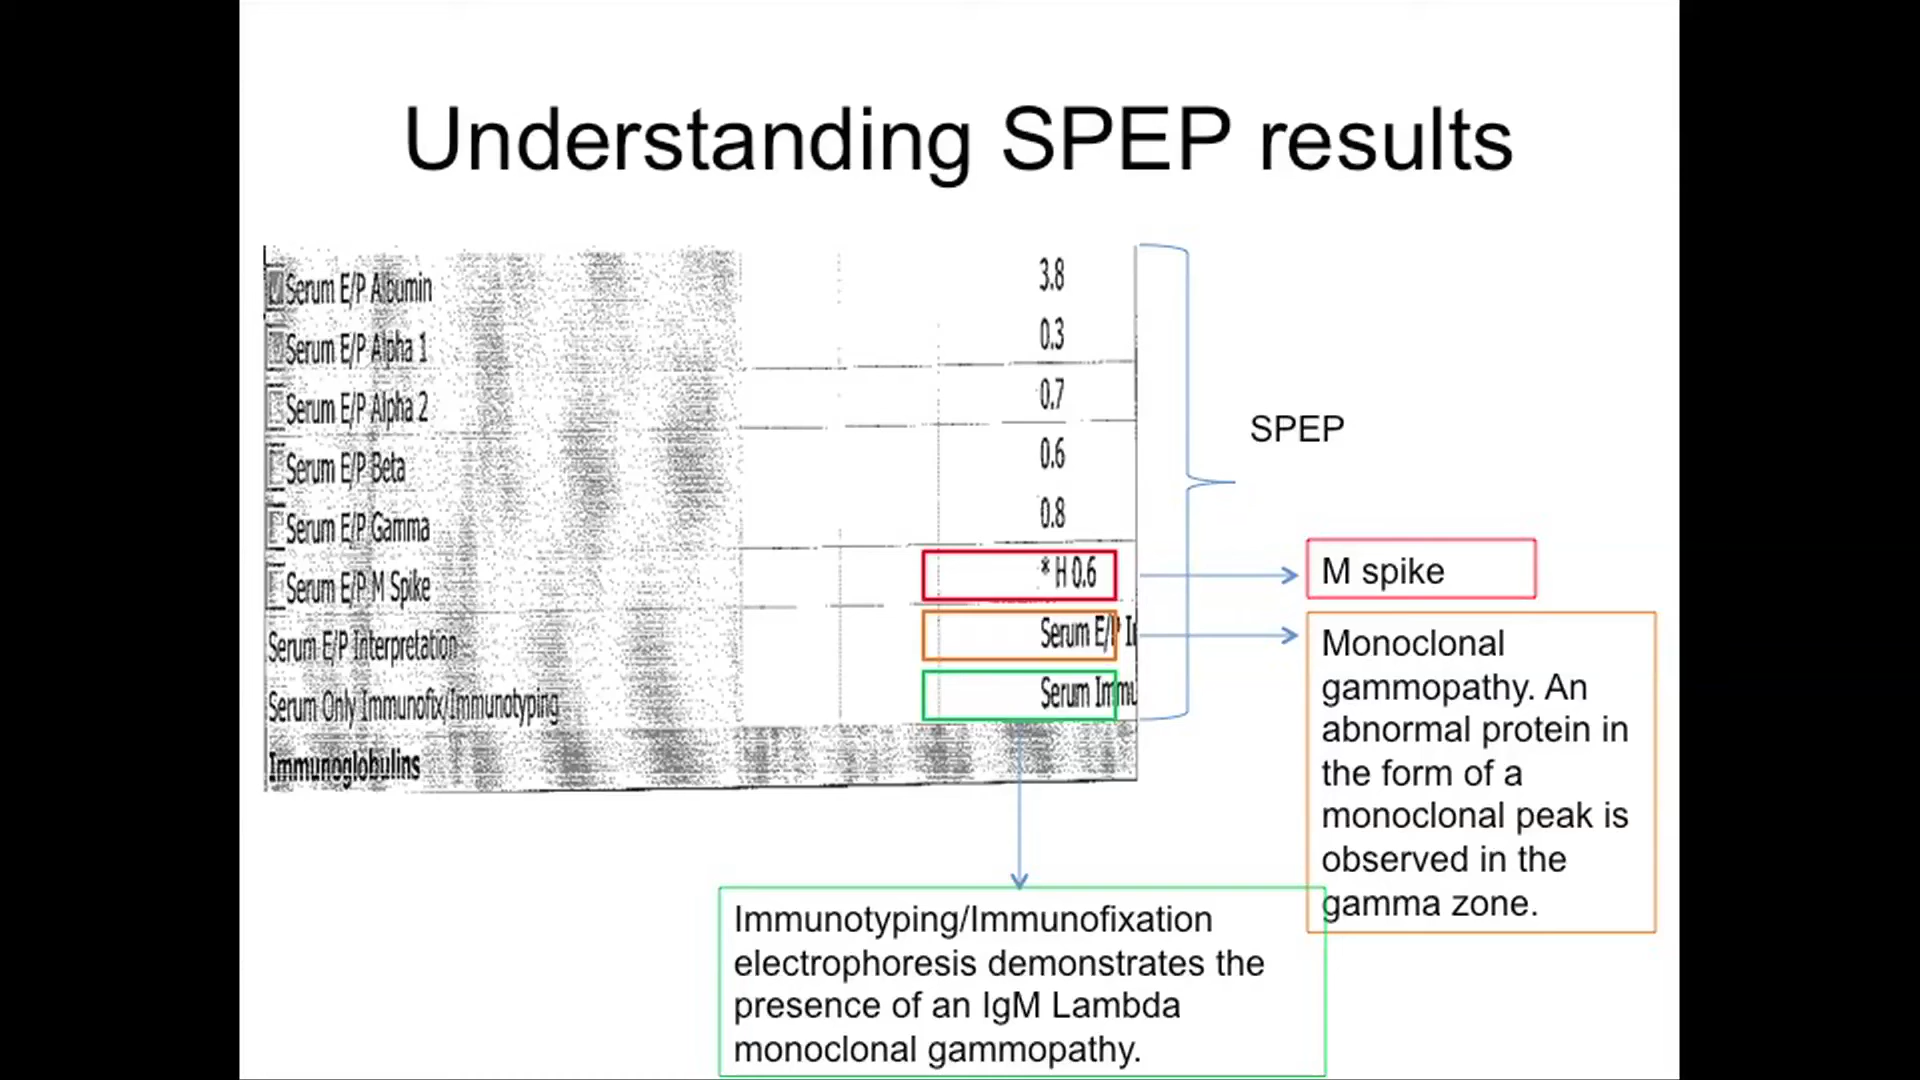 Understanding SPEP results
Serum E/P Albumin 3.8
Serum E/P Alpha 1 0.3
Serum E/P Alpha 2 0.7
Serum E/P Beta 0.6
Serum E/P Gamma 0.8
Serum E/P M Spike * H 0.6
Serum E/P Interpretation Serum E/P
Serum Only Immunofix/Immunotyping Serum
Immunoglobulins
SPEP
M spike
Monoclonal
gammopathy. An
abnormal protein in
the form of a
monoclonal peak is
observed in the
gamma zone.
Immunotyping/Immunofixation
electrophoresis demonstrates the
presence of an IgM Lambda
monoclonal gammopathy.